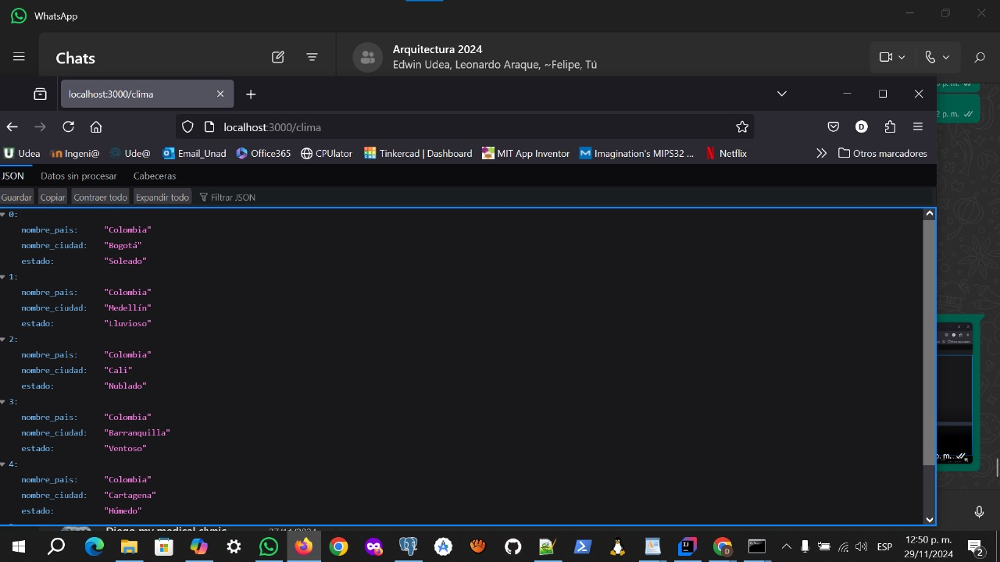 WhatsApp
Chats
Arquitectura 2024
Edwin Udea, Leonardo Araque, ~Felipe, Tú
localhost:3000/clima
localhost:3000/clima
Udea Ingeni@ Ude@ Email_Unad Office365 CPUlator Tinkercad | Dashboard MIT App Inventor Imagination's MIPS32 ... Netflix Otros marcadores
JSON Datos sin procesar Cabeceras
Guardar Copiar Contraer todo Expandir todo Filtrar JSON
0:
nombre_pais: "Colombia"
nombre_ciudad: "Bogotá"
estado: "Soleado"
1:
nombre_pais: "Colombia"
nombre_ciudad: "Medellín"
estado: "Lluvioso"
2:
nombre_pais: "Colombia"
nombre_ciudad: "Cali"
estado: "Nublado"
3:
nombre_pais: "Colombia"
nombre_ciudad: "Barranquilla"
estado: "Ventoso"
4:
nombre_pais: "Colombia"
nombre_ciudad: "Cartagena"
estado: "Húmedo"
p. m.
2 p. m.
p. m.
Diego my medical clynic 27/11/2024
ESP
12:50 p. m.
29/11/2024
2